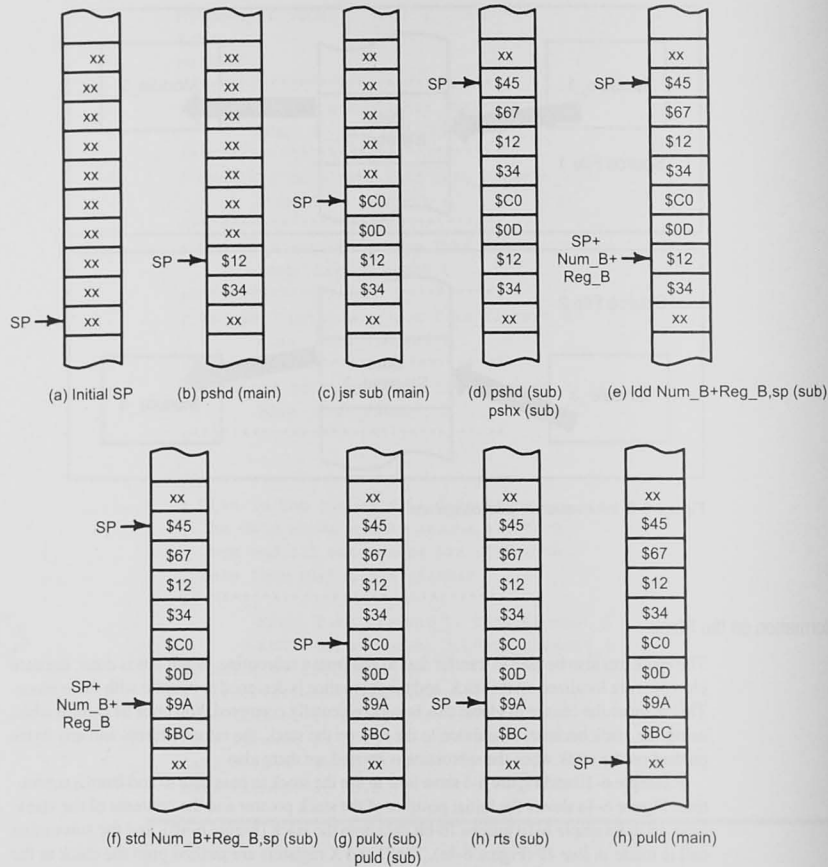 xx
xx
xx
xx
xx
xx
xx
xx
xx
SP xx
(a) Initial SP
xx
xx
xx
xx
xx
xx
xx
SP $12
$34
xx
(b) pshd (main)
xx
xx
xx
xx
xx
SP $C0
$0D
$12
$34
xx
(c) jsr sub (main)
xx
SP $45
$67
$12
$34
$C0
$0D
$12
$34
xx
(d) pshd (sub)
pshx (sub)
xx
SP $45
$67
$12
$34
$C0
$0D
SP+
Num_B+
Reg_B
$12
$34
xx
(e) ldd Num_B+Reg_B,sp (sub)
xx
SP $45
$67
$12
$34
$C0
$0D
SP+
Num_B+
Reg_B
$9A
$BC
xx
(f) std Num_B+Reg_B,sp (sub)
xx
$45
$67
$12
$34
SP $C0
$0D
$9A
$BC
xx
(g) pulx (sub)
puld (sub)
xx
$45
$67
$12
$34
$C0
$0D
SP $9A
$BC
xx
(h) rts (sub)
xx
$45
$67
$12
$34
$C0
$0D
$9A
$BC
SP xx
(h) puld (main)